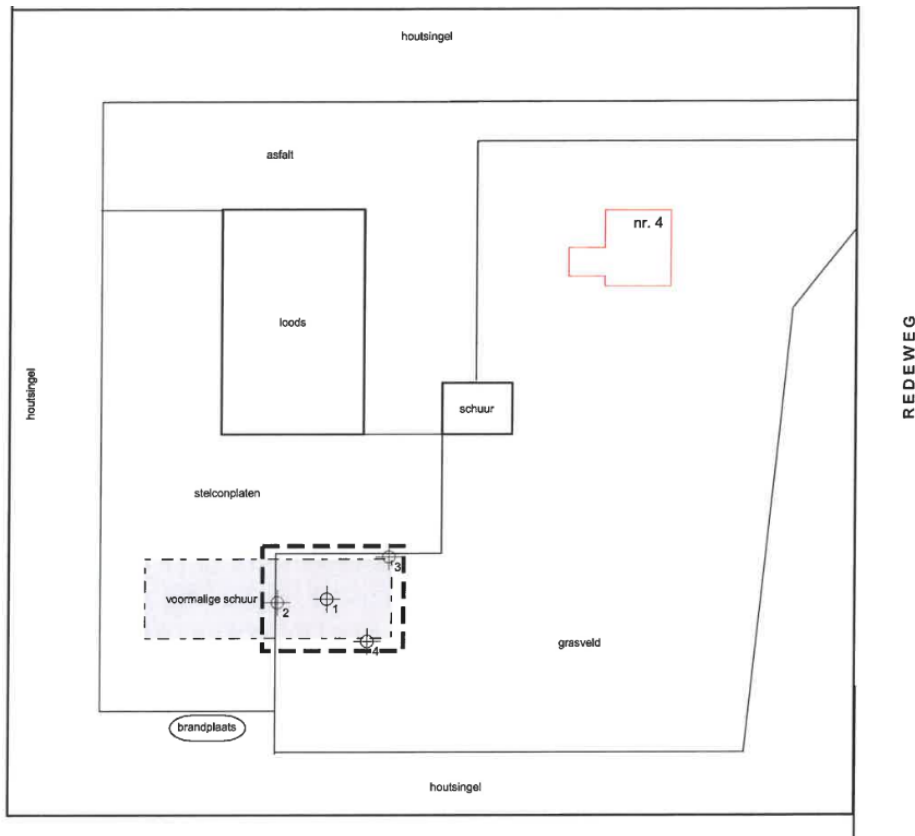 houtsingel
asfalt
nr. 4
loods
REDEWEG
houtsingel
schuur
stelconplaten
3
voormalige schuur
2
1
4
grasveld
brandplaats
houtsingel